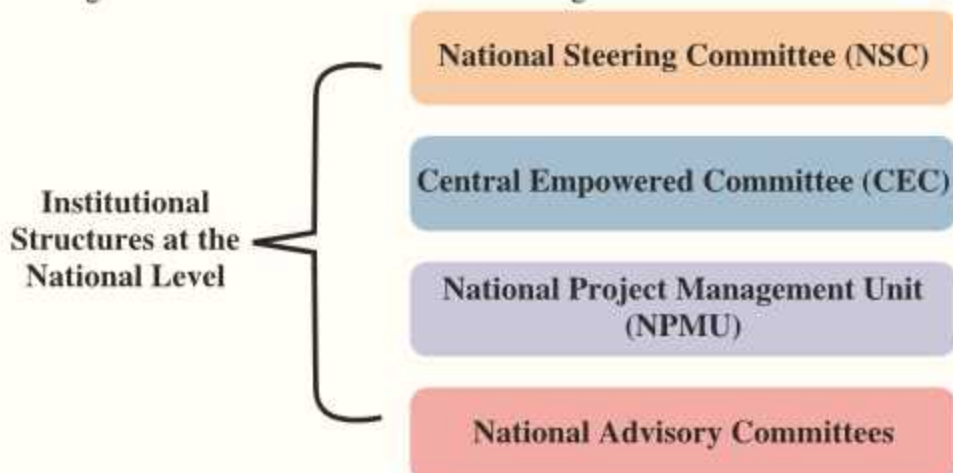 Institutional
Structures at the
National Level
National Steering Committee (NSC)
Central Empowered Committee (CEC)
National Project Management Unit
(NPMU)
National Advisory Committees